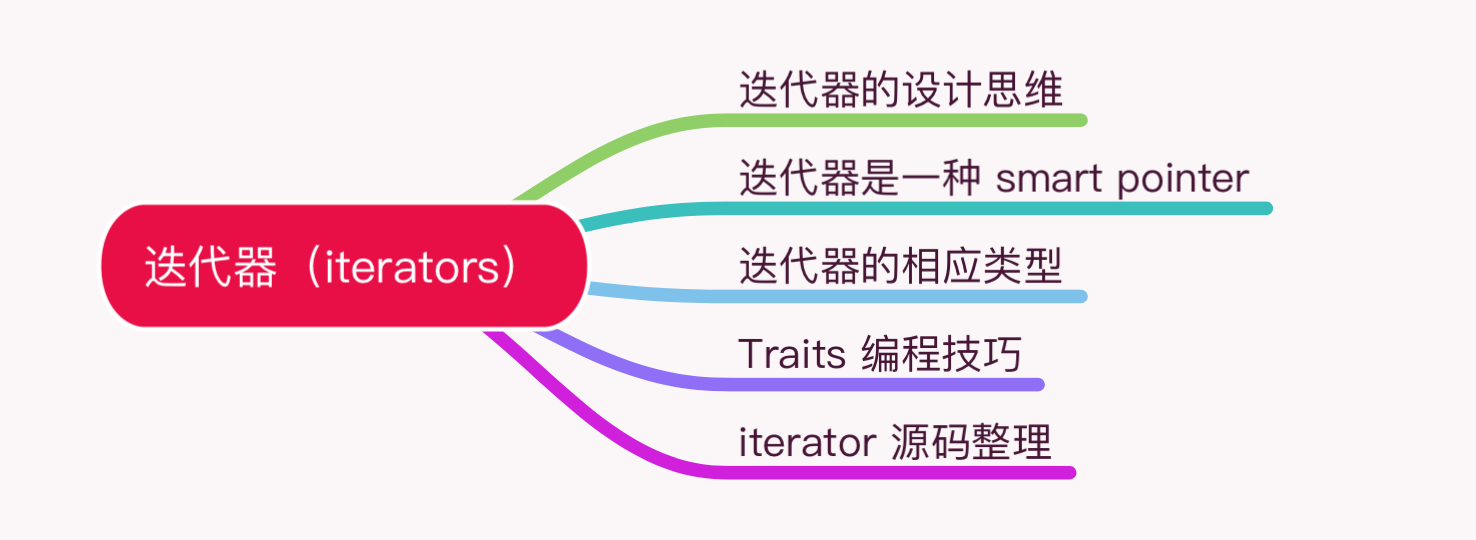 迭代器的设计思维
迭代器是一种 smart pointer
迭代器（iterators）
迭代器的相应类型
Traits 编程技巧
iterator 源码整理